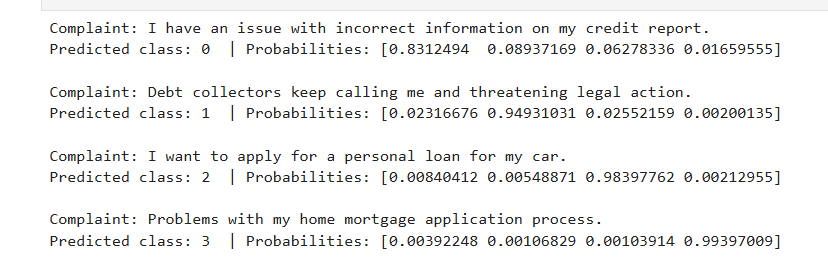 Complaint: I have an issue with incorrect information on my credit report.
Predicted class: 0  | Probabilities: [0.8312494  0.08937169 0.06278336 0.01659555]
Complaint: Debt collectors keep calling me and threatening legal action.
Predicted class: 1  | Probabilities: [0.02316676 0.94931031 0.02552159 0.00200135]
Complaint: I want to apply for a personal loan for my car.
Predicted class: 2  | Probabilities: [0.00840412 0.00548871 0.98397762 0.00212955]
Complaint: Problems with my home mortgage application process.
Predicted class: 3  | Probabilities: [0.00392248 0.00106829 0.00103914 0.99397009]